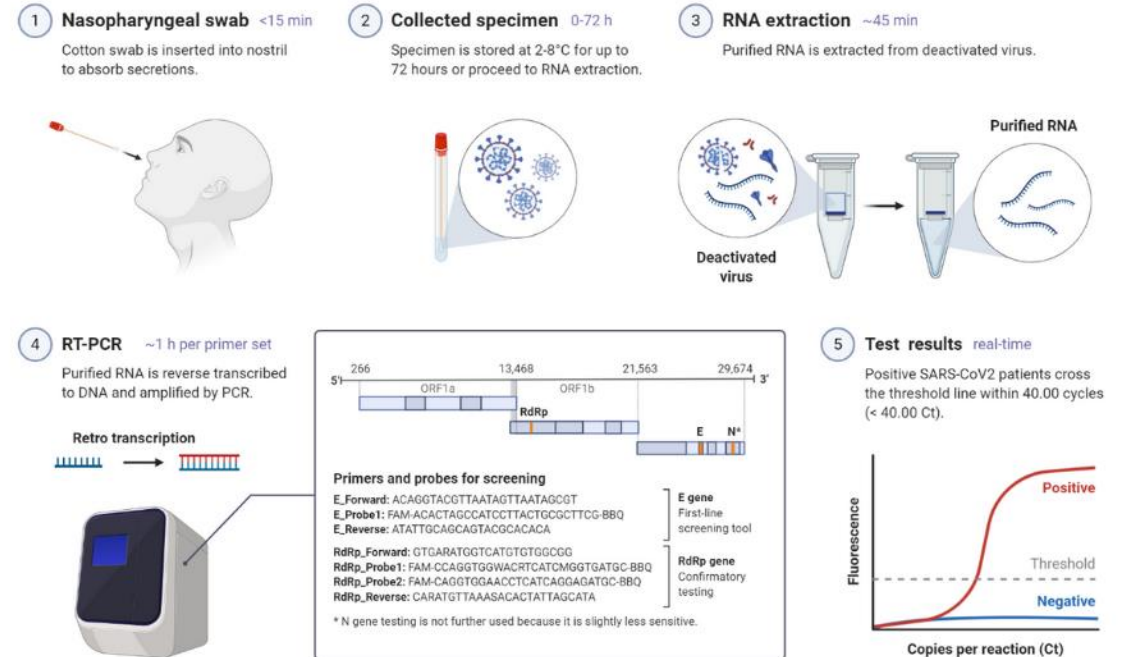 1 Nasopharyngeal swab <15 min
Cotton swab is inserted into nostril
to absorb secretions.
2 Collected specimen 0-72 h
Specimen is stored at 2-8°C for up to
72 hours or proceed to RNA extraction.
3 RNA extraction ~45 min
Purified RNA is extracted from deactivated virus.
Purified RNA
Deactivated
virus
4 RT-PCR ~1 h per primer set
Purified RNA is reverse transcribed
to DNA and amplified by PCR.
Retro transcription
266 13,468 21,563 29,674
5' 3'
ORF1a ORF1b
RdRp
E N*
Primers and probes for screening
E_Forward: ACAGGTACGTTAATAGTTAATAGCGT
E_Probe1: FAM-ACACTAGCCATCCTTACTGCGCTTCG-BBQ
E_Reverse: ATATTGCAGCAGTACGCACACA
E gene
First-line
screening tool
RdRp_Forward: GTGARATGGTCATGTGTGGCGG
RdRp_Probe1: FAM-CCAGGTGGWACRTCATCMGGTGATGC-BBQ
RdRp_Probe2: FAM-CAGGTGGAACCTCATCAGGAGATGC-BBQ
RdRp_Reverse: CARATGTTAAASACACTATTAGCATA
RdRp gene
Confirmatory
testing
* N gene testing is not further used because it is slightly less sensitive.
5 Test results real-time
Positive SARS-CoV2 patients cross
the threshold line within 40.00 cycles
(< 40.00 Ct).
Fluorescence
Positive
Threshold
Negative
Copies per reaction (Ct)